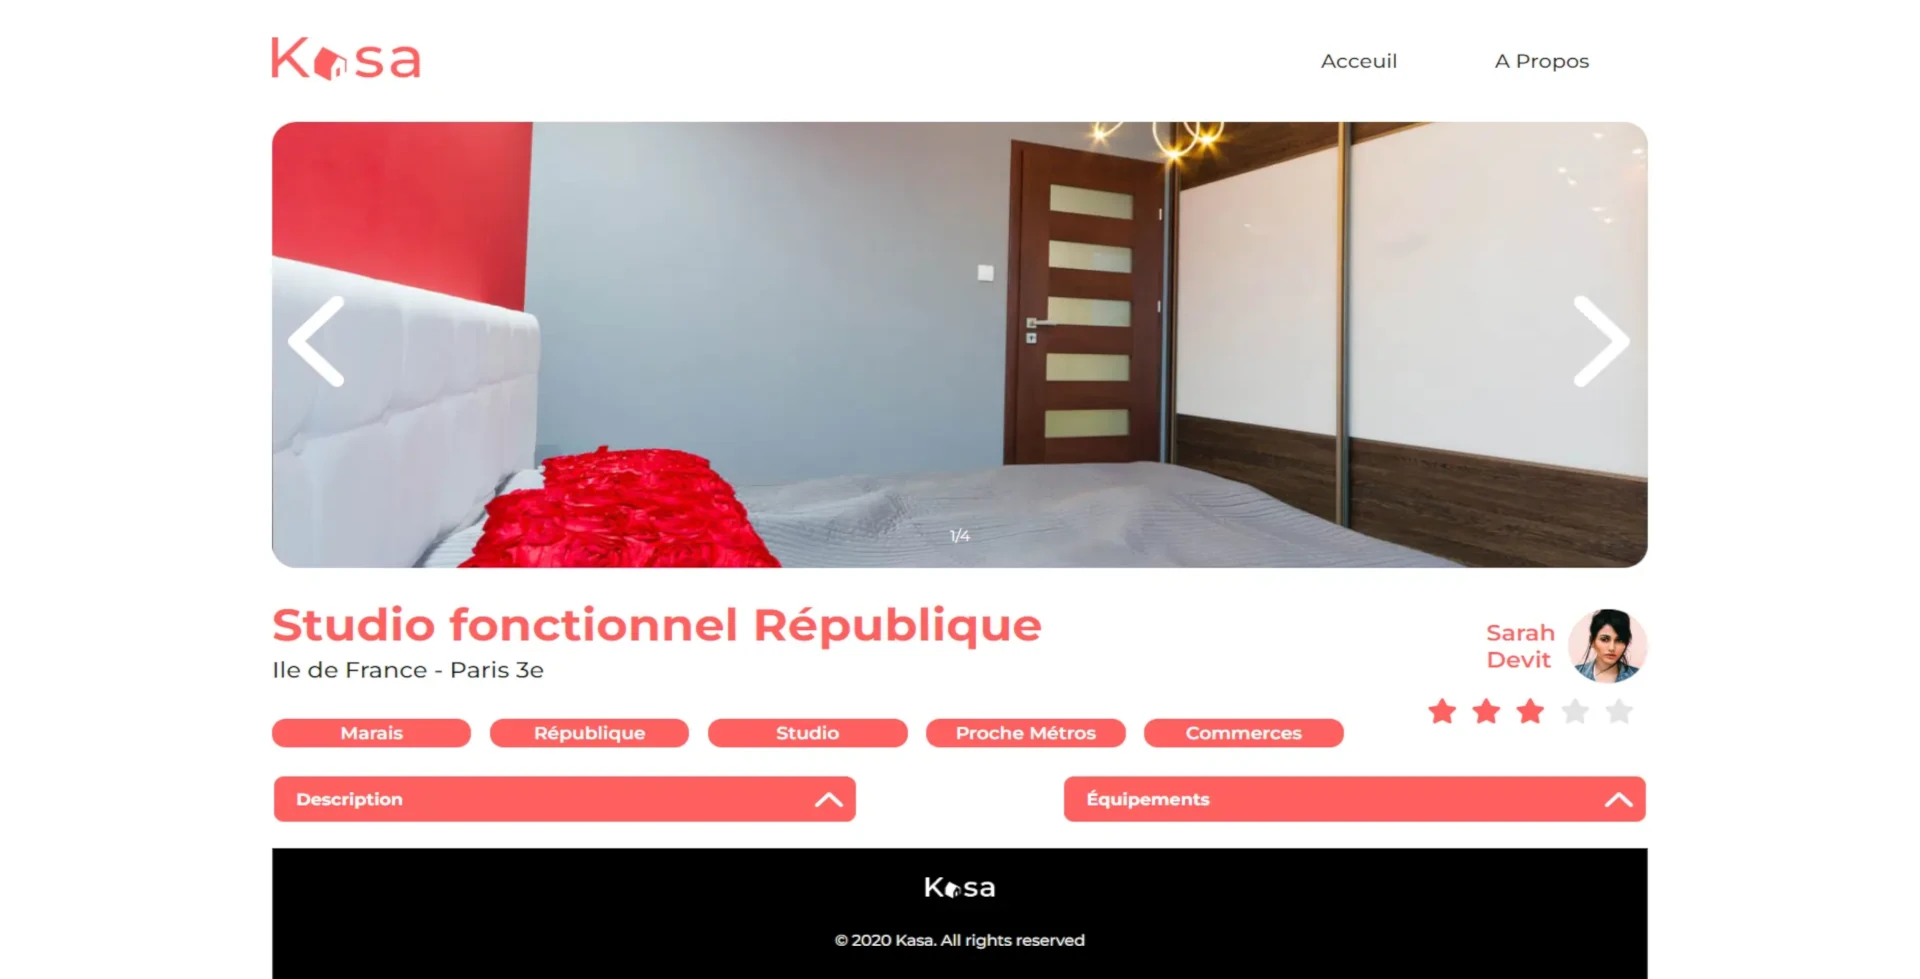 Kasa
Acceuil
A Propos
1/4
Studio fonctionnel République
Ile de France - Paris 3e
Sarah
Devit
Marais
République
Studio
Proche Métros
Commerces
Description
Équipements
Kasa
© 2020 Kasa. All rights reserved